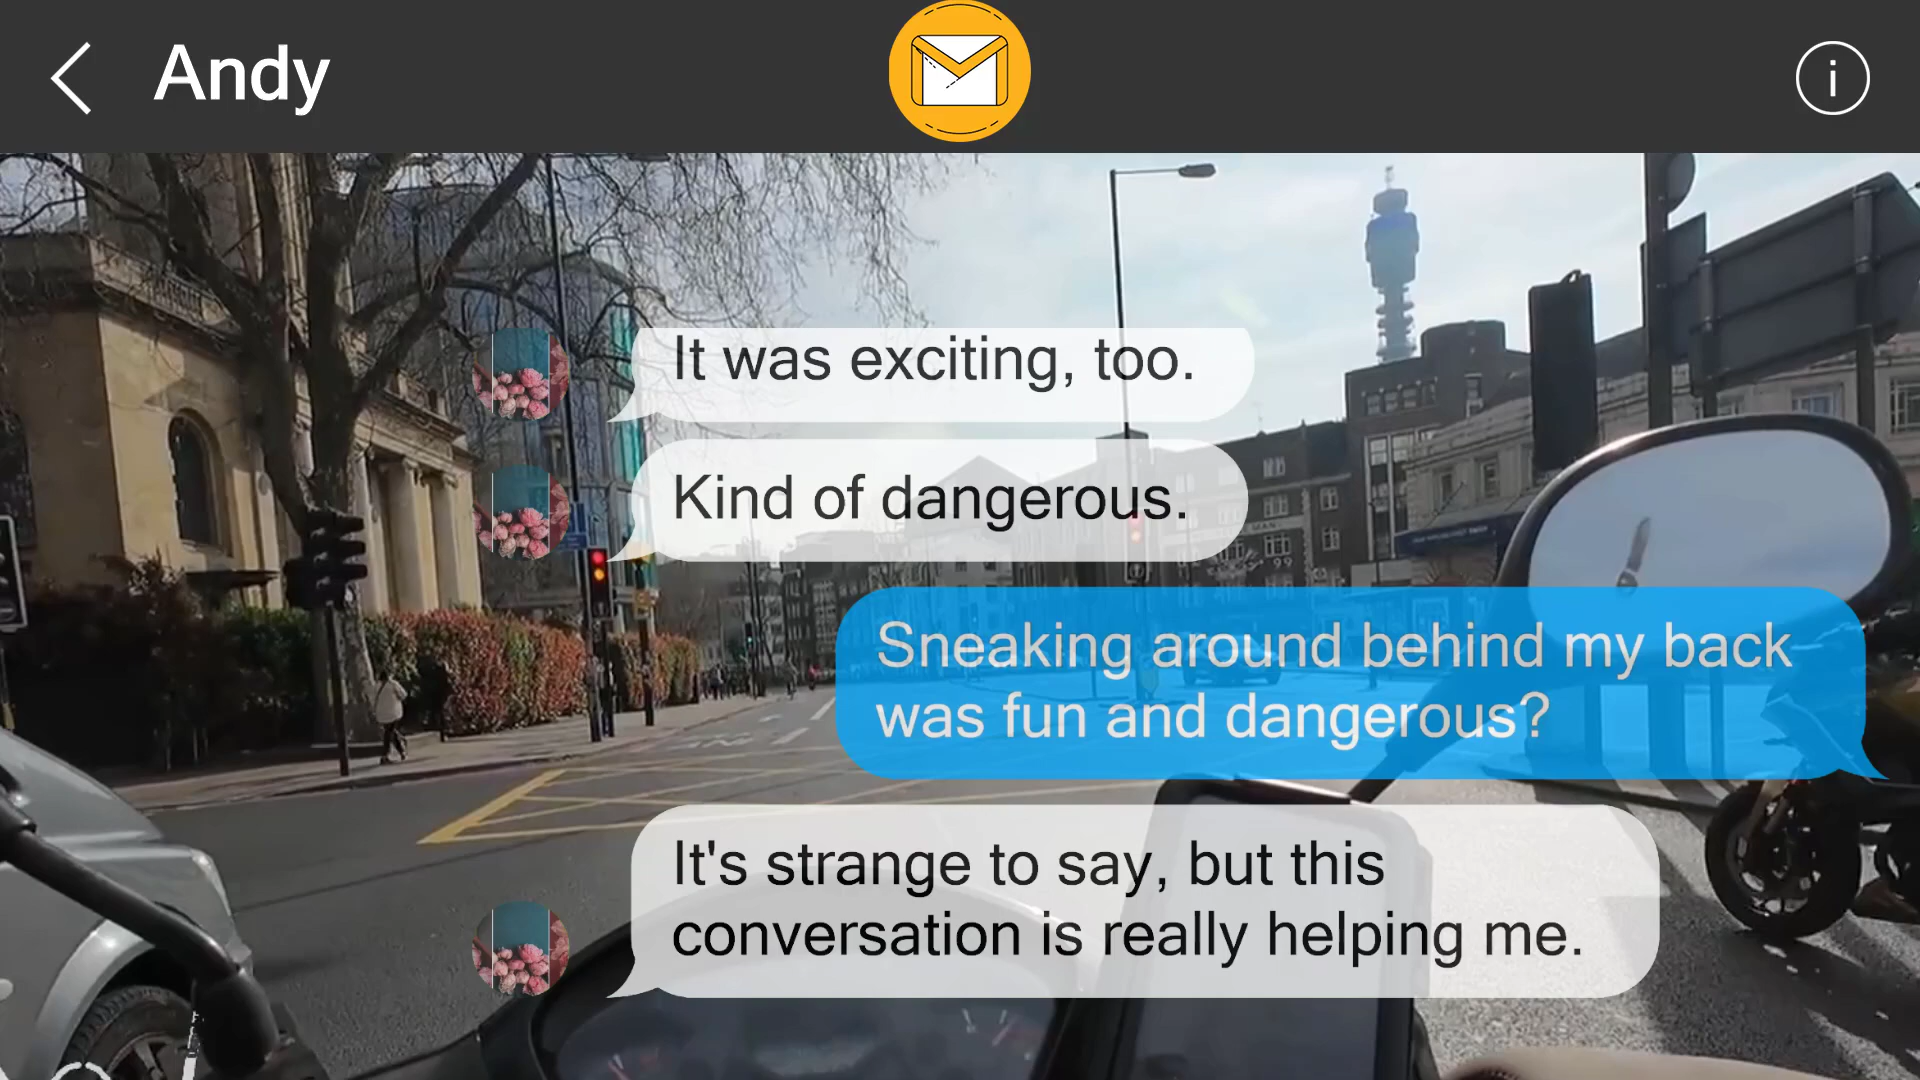 Andy
i
It was exciting, too.
Kind of dangerous.
Sneaking around behind my back
was fun and dangerous?
It's strange to say, but this
conversation is really helping me.